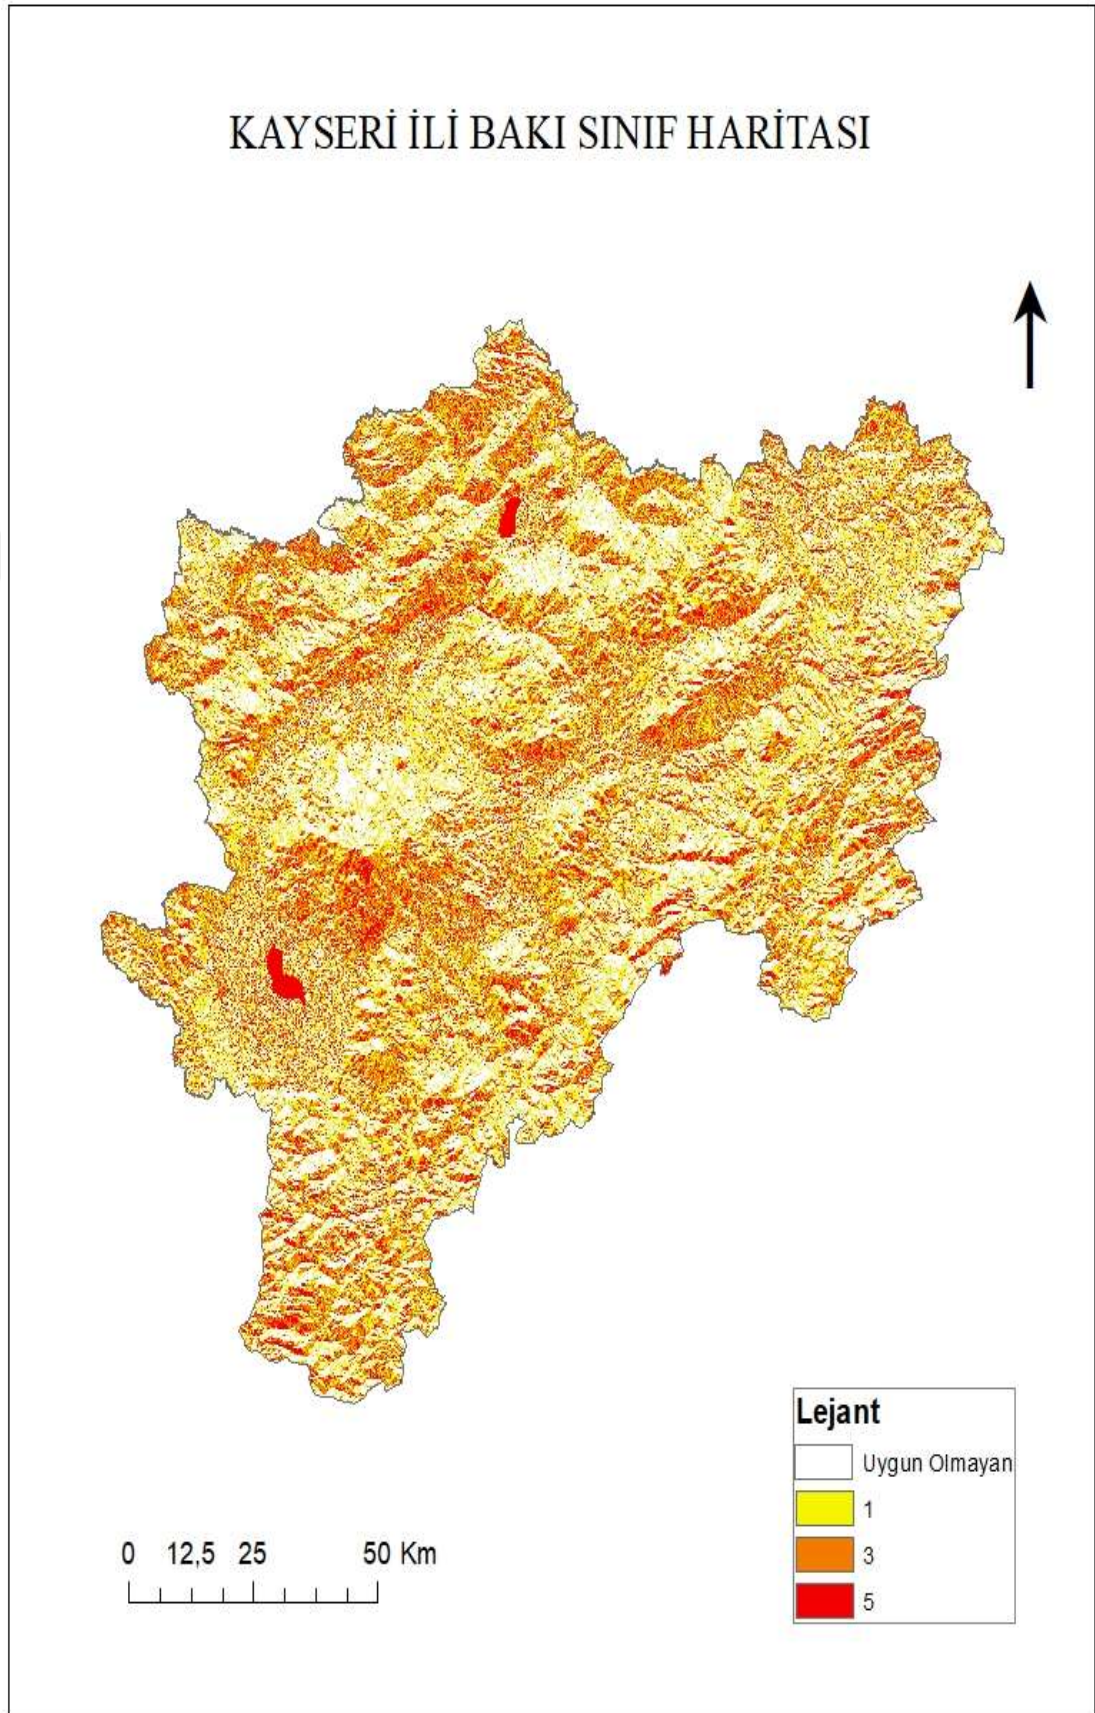 KAYSERİ İLİ BAKI SINIF HARİTASI
Lejant
Uygun Olmayan
1
3
5
0 12,5 25 50 Km